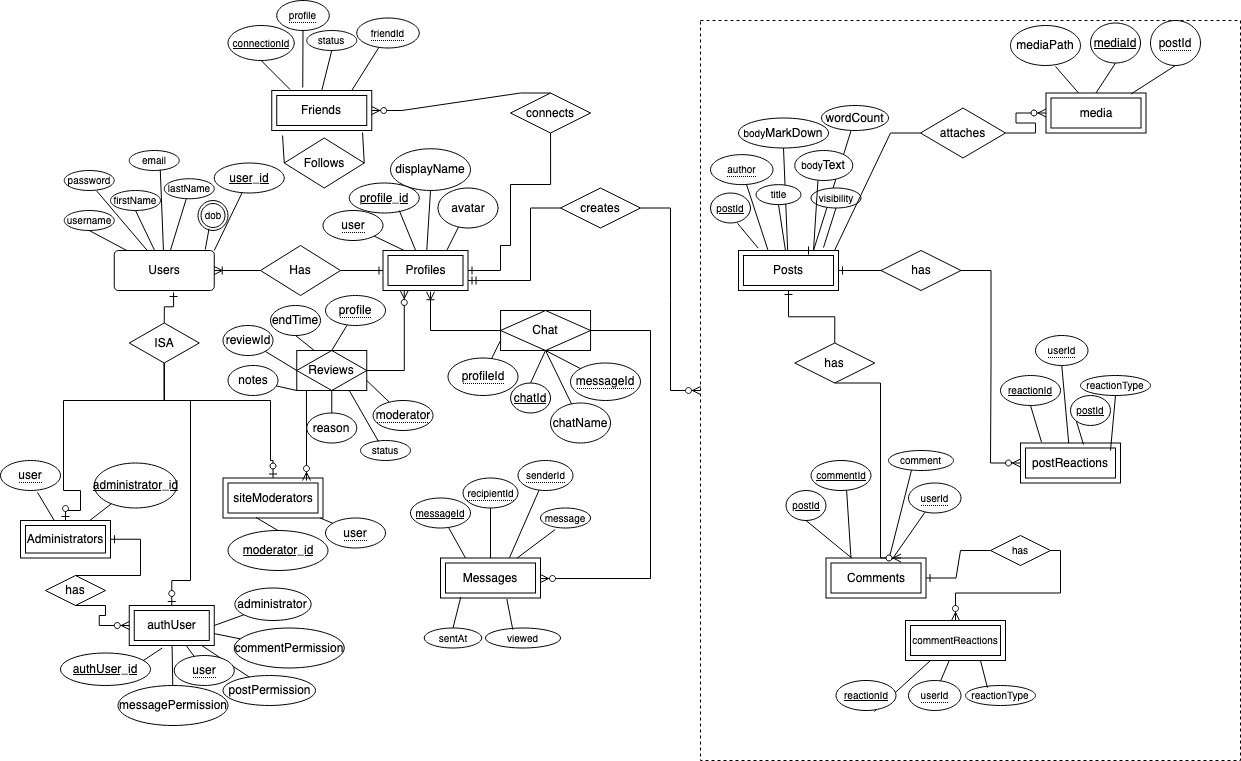 profile
connectionId
status
friendId
Friends
connects
Follows
mediaPath
mediaId
postId
media
attaches
wordCount
bodyMarkDown
author
bodyText
title
visibility
postId
Posts
has
email
password
lastName
user_id
firstName
username
dob
Users
Has
displayName
profile_id
avatar
user
Profiles
creates
ISA
endTime
profile
reviewId
Reviews
notes
moderator
reason
status
Chat
profileId
messageId
chatId
chatName
has
userId
reactionId
reactionType
postId
postReactions
user
administrator_id
Administrators
siteModerators
user
moderator_id
senderId
recipientId
messageId
message
Messages
sentAt
viewed
comment
commentId
postId
userId
Comments
has
commentReactions
reactionId
userId
reactionType
has
authUser
administrator
commentPermission
authUser_id
user
postPermission
messagePermission